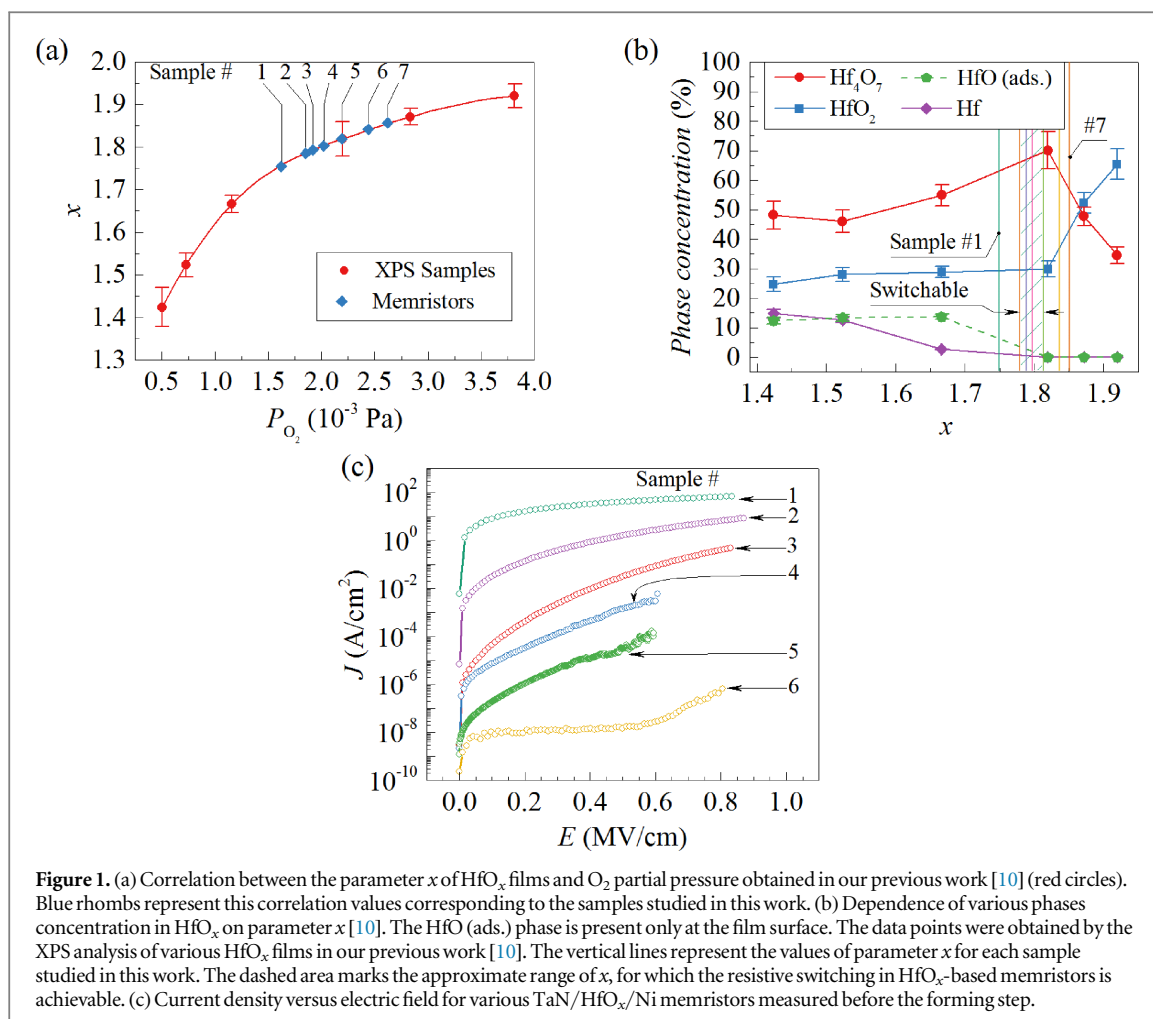 (a)
Sample # 1 2 3 4 5 6 7
2.0
1.9
1.8
1.7
1.6
1.5
1.4
1.3
x
XPS Samples
Memristors
0.5 1.0 1.5 2.0 2.5 3.0 3.5 4.0
P_O₂ (10⁻³ Pa)
(b)
100
90
80
70
60
50
40
30
20
10
0
Phase concentration (%)
Hf₄O₇ HfO (ads.)
HfO₂ Hf
#7
Sample #1
Switchable
1.4 1.5 1.6 1.7 1.8 1.9
x
(c)
Sample #
1
2
3
4
5
6
10²
10⁰
10⁻²
10⁻⁴
10⁻⁶
10⁻⁸
10⁻¹⁰
J (A/cm²)
0.0 0.2 0.4 0.6 0.8 1.0
E (MV/cm)
Figure 1. (a) Correlation between the parameter x of HfOₓ films and O₂ partial pressure obtained in our previous work [10] (red circles).
Blue rhombs represent this correlation values corresponding to the samples studied in this work. (b) Dependence of various phases
concentration in HfOₓ on parameter x [10]. The HfO (ads.) phase is present only at the film surface. The data points were obtained by the
XPS analysis of various HfOₓ films in our previous work [10]. The vertical lines represent the values of parameter x for each sample
studied in this work. The dashed area marks the approximate range of x, for which the resistive switching in HfOₓ-based memristors is
achievable. (c) Current density versus electric field for various TaN/HfOₓ/Ni memristors measured before the forming step.